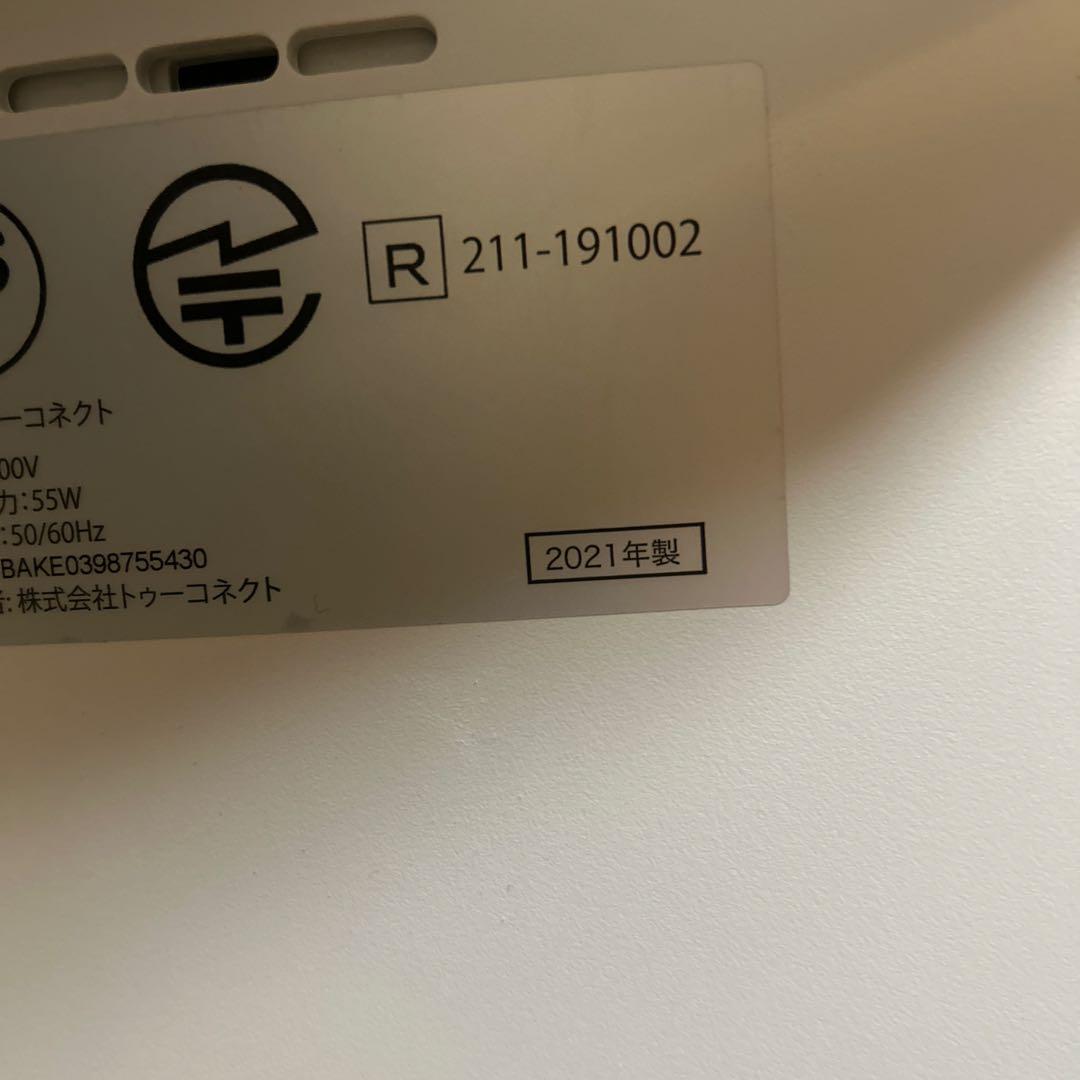 R 211-191002
ーコネクト
00V
力:55W
:50/60Hz
BAKE0398755430
者: 株式会社トゥーコネクト
2021年製